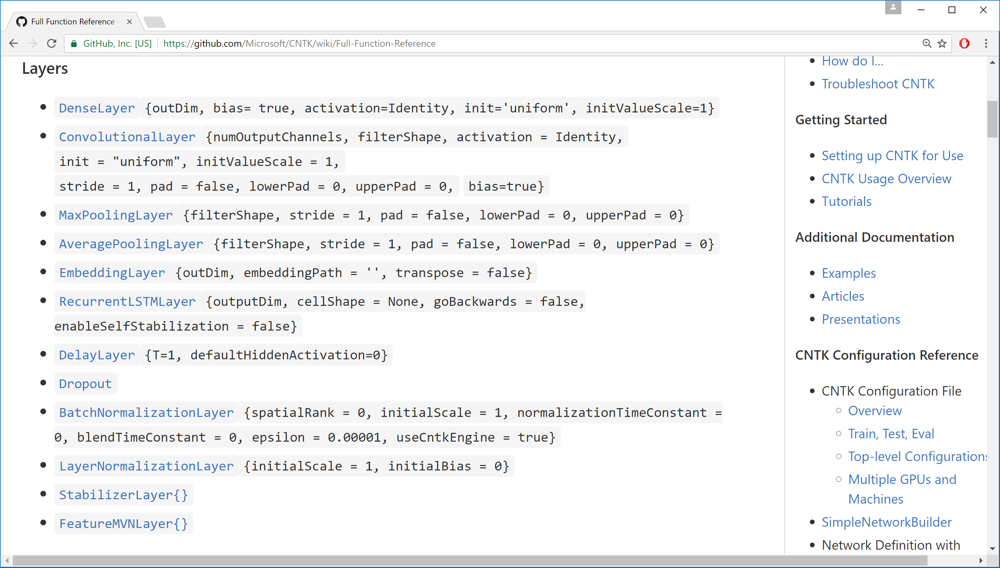 Full Function Reference ·
GitHub, Inc. [US]
https://github.com/Microsoft/CNTK/wiki/Full-Function-Reference
Layers
DenseLayer {outDim, bias= true, activation=Identity, init='uniform', initValueScale=1}
ConvolutionalLayer {numOutputChannels, filterShape, activation = Identity,
init = "uniform", initValueScale = 1,
stride = 1, pad = false, lowerPad = 0, upperPad = 0, bias=true}
MaxPoolingLayer {filterShape, stride = 1, pad = false, lowerPad = 0, upperPad = 0}
AveragePoolingLayer {filterShape, stride = 1, pad = false, lowerPad = 0, upperPad = 0}
EmbeddingLayer {outDim, embeddingPath = '', transpose = false}
RecurrentLSTMLayer {outputDim, cellShape = None, goBackwards = false,
enableSelfStabilization = false}
DelayLayer {T=1, defaultHiddenActivation=0}
Dropout
BatchNormalizationLayer {spatialRank = 0, initialScale = 1, normalizationTimeConstant =
0, blendTimeConstant = 0, epsilon = 0.00001, useCntkEngine = true}
LayerNormalizationLayer {initialScale = 1, initialBias = 0}
StabilizerLayer{}
FeatureMVNLayer{}
How do I...
Troubleshoot CNTK
Getting Started
Setting up CNTK for Use
CNTK Usage Overview
Tutorials
Additional Documentation
Examples
Articles
Presentations
CNTK Configuration Reference
CNTK Configuration File
Overview
Train, Test, Eval
Top-level Configurations
Multiple GPUs and
Machines
SimpleNetworkBuilder
Network Definition with